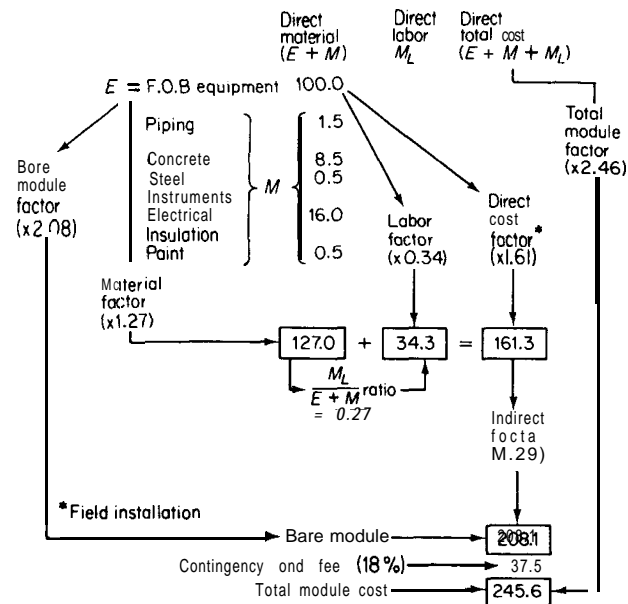 Direct material (E + M)
Direct labor M_L
Direct total cost (E + M + M_L)
E = F.O.B equipment 100.0
Piping 1.5
Concrete 8.5
Steel 0.5
Instruments
Electrical 16.0
Insulation
Paint 0.5
M
Bore module factor (x2.08)
Material factor (x1.27)
Labor factor (x0.34)
Direct cost factor* (x1.61)
Total module factor (x2.46)
127.0 + 34.3 = 161.3
M_L / E + M ratio = 0.27
Indirect focta M.29)
*Field installation
Bare module 208.1
Contingency ond fee (18%) 37.5
Total module cost 245.6